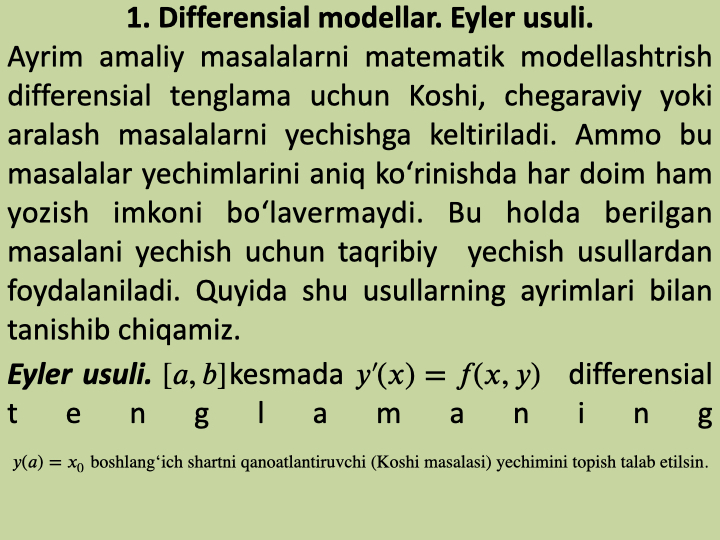 1. Differensial modellar. Eyler usuli.
Ayrim amaliy masalalarni matematik modellashtrish
differensial tenglama uchun Koshi, chegaraviy yoki
aralash masalalarni yechishga keltiriladi. Ammo bu
masalalar yechimlarini aniq ko‘rinishda har doim ham
yozish imkoni bo‘lavermaydi. Bu holda berilgan
masalani yechish uchun taqribiy yechish usullardan
foydalaniladi. Quyida shu usullarning ayrimlari bilan
tanishib chiqamiz.
Eyler usuli. [a, b]kesmada y′(x) = f(x, y) differensial
t e n g l a m a n i n g
y(a) = x₀ boshlang‘ich shartni qanoatlantiruvchi (Koshi masalasi) yechimini topish talab etilsin.